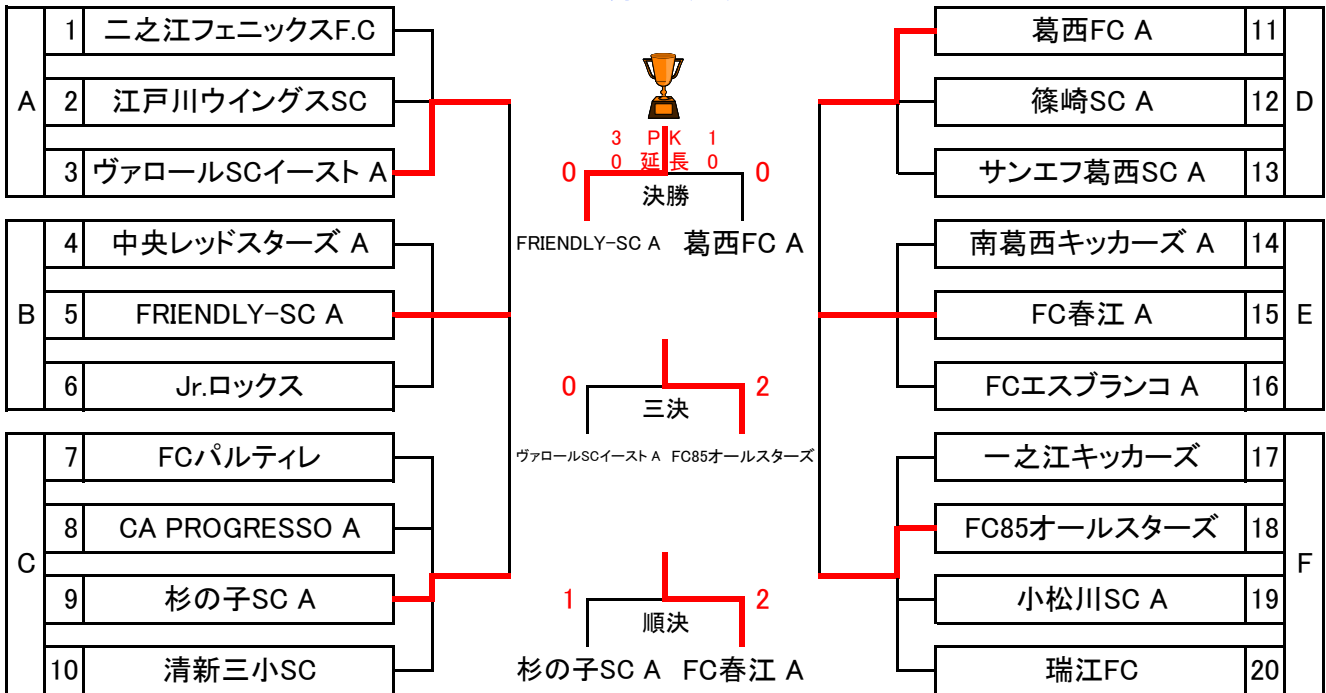 A
1 二之江フェニックスF.C
2 江戸川ウイングスSC
3 ヴァロールSCイースト A
B
4 中央レッドスターズ A
5 FRIENDLY-SC A
6 Jr.ロックス
C
7 FCパルティレ
8 CA PROGRESSO A
9 杉の子SC A
10 清新三小SC
3 PK 1
0 延長 0
0 0
決勝
FRIENDLY-SC A 葛西FC A
0 2
三決
ヴァロールSCイースト A FC85オールスターズ
1 2
順決
杉の子SC A FC春江 A
D
葛西FC A 11
篠崎SC A 12
サンエフ葛西SC A 13
E
南葛西キッカーズ A 14
FC春江 A 15
FCエスブランコ A 16
F
一之江キッカーズ 17
FC85オールスターズ 18
小松川SC A 19
瑞江FC 20